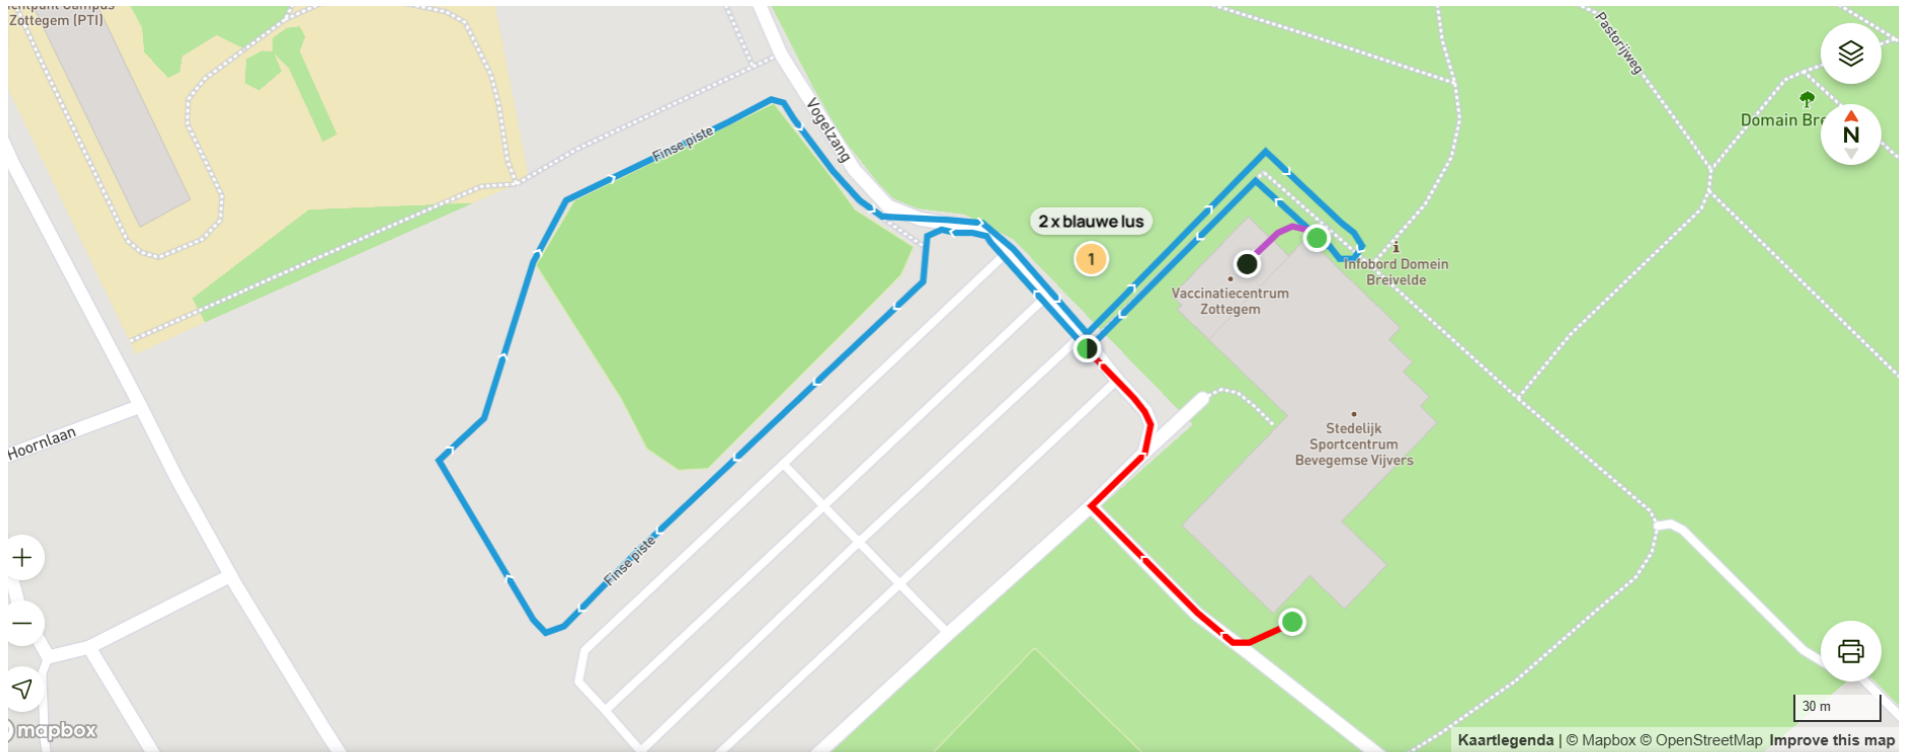 Zottegem (PTI)
Pastorijweg
Vogelzang
Domain Bre
N
Finse piste
2 x blauwe lus
1
Infobord Domein
Breivelde
Vaccinatiecentrum
Zottegem
Hoornlaan
Stedelijk
Sportcentrum
Bevegemse Vijvers
Finse piste
30 m
mapbox
Kaartlegenda | © Mapbox © OpenStreetMap Improve this map